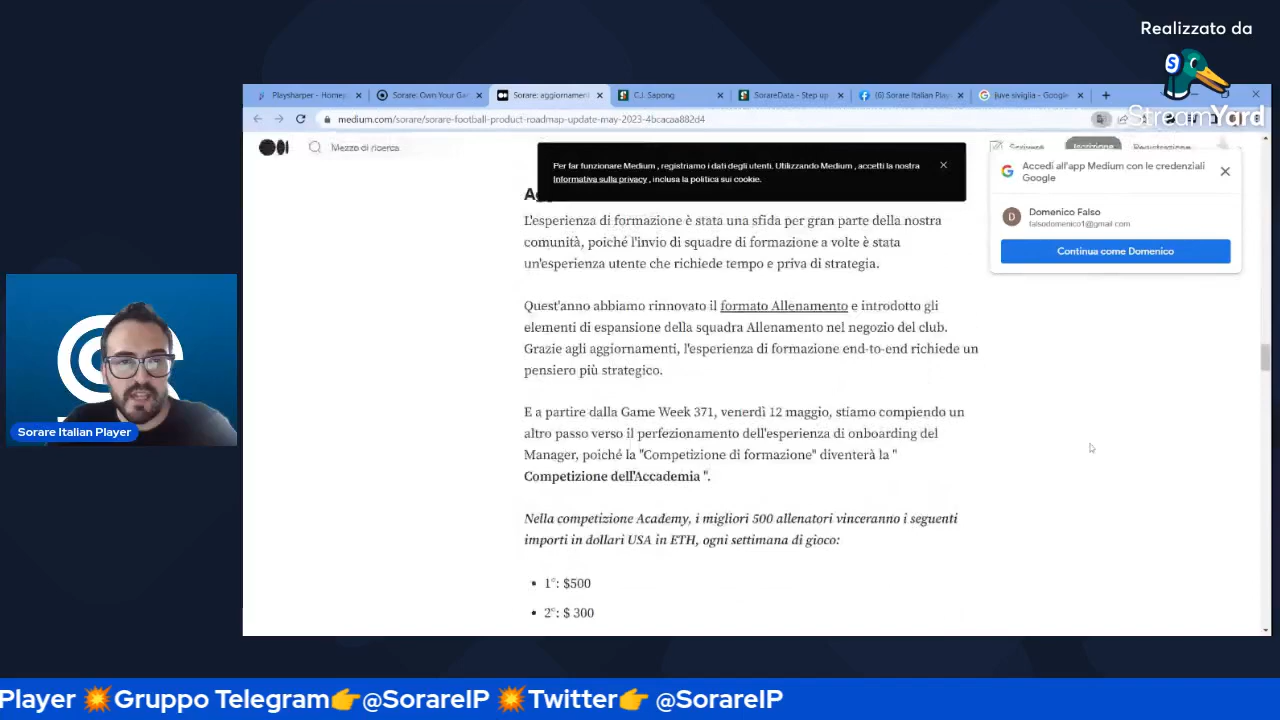 Realizzato da
StreamYard
Playsharper - Home
Sorare: Own Your Ga
Sorare: aggiornamen
C.J. Sapong
SorareData - Step up
(6) Sorare Italian Play
juve siviglia - Google
medium.com/sorare/sorare-football-product-roadmap-update-may-2023-4bcacaa882d4
Mezzo di ricerca
Scrivere
Iscrizione
Registrazione
Per far funzionare Medium , registriamo i dati degli utenti. Utilizzando Medium , accetti la nostra
Informativa sulla privacy , inclusa la politica sui cookie.
Accedi all'app Medium con le credenziali
Google
Domenico Falso
falsodomenico1@gmail.com
Continua come Domenico
L'esperienza di formazione è stata una sfida per gran parte della nostra
comunità, poiché l'invio di squadre di formazione a volte è stata
un'esperienza utente che richiede tempo e priva di strategia.
Quest'anno abbiamo rinnovato il formato Allenamento e introdotto gli
elementi di espansione della squadra Allenamento nel negozio del club.
Grazie agli aggiornamenti, l'esperienza di formazione end-to-end richiede un
pensiero più strategico.
E a partire dalla Game Week 371, venerdì 12 maggio, stiamo compiendo un
altro passo verso il perfezionamento dell'esperienza di onboarding del
Manager, poiché la "Competizione di formazione" diventerà la "
Competizione dell'Accademia ".
Nella competizione Academy, i migliori 500 allenatori vinceranno i seguenti
importi in dollari USA in ETH, ogni settimana di gioco:
• 1°: $500
• 2°: $ 300
Sorare Italian Player
Player 💥Gruppo Telegram👉@SorareIP 💥Twitter👉 @SorareIP